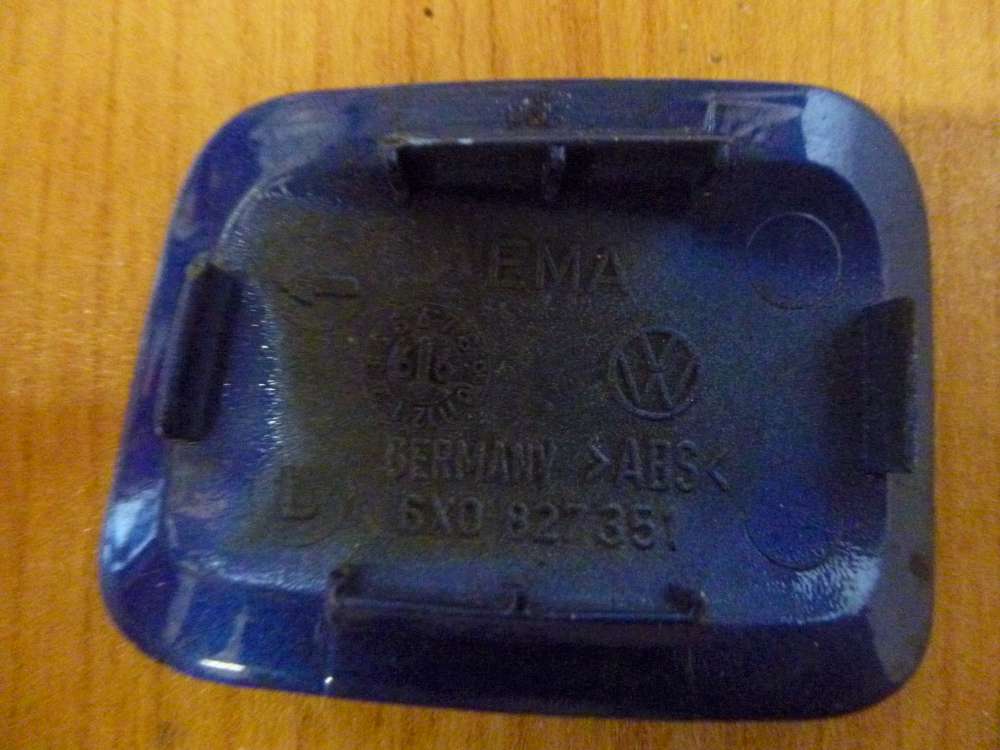 EMA
GERMANY >ABS<
6X0 827 351
L